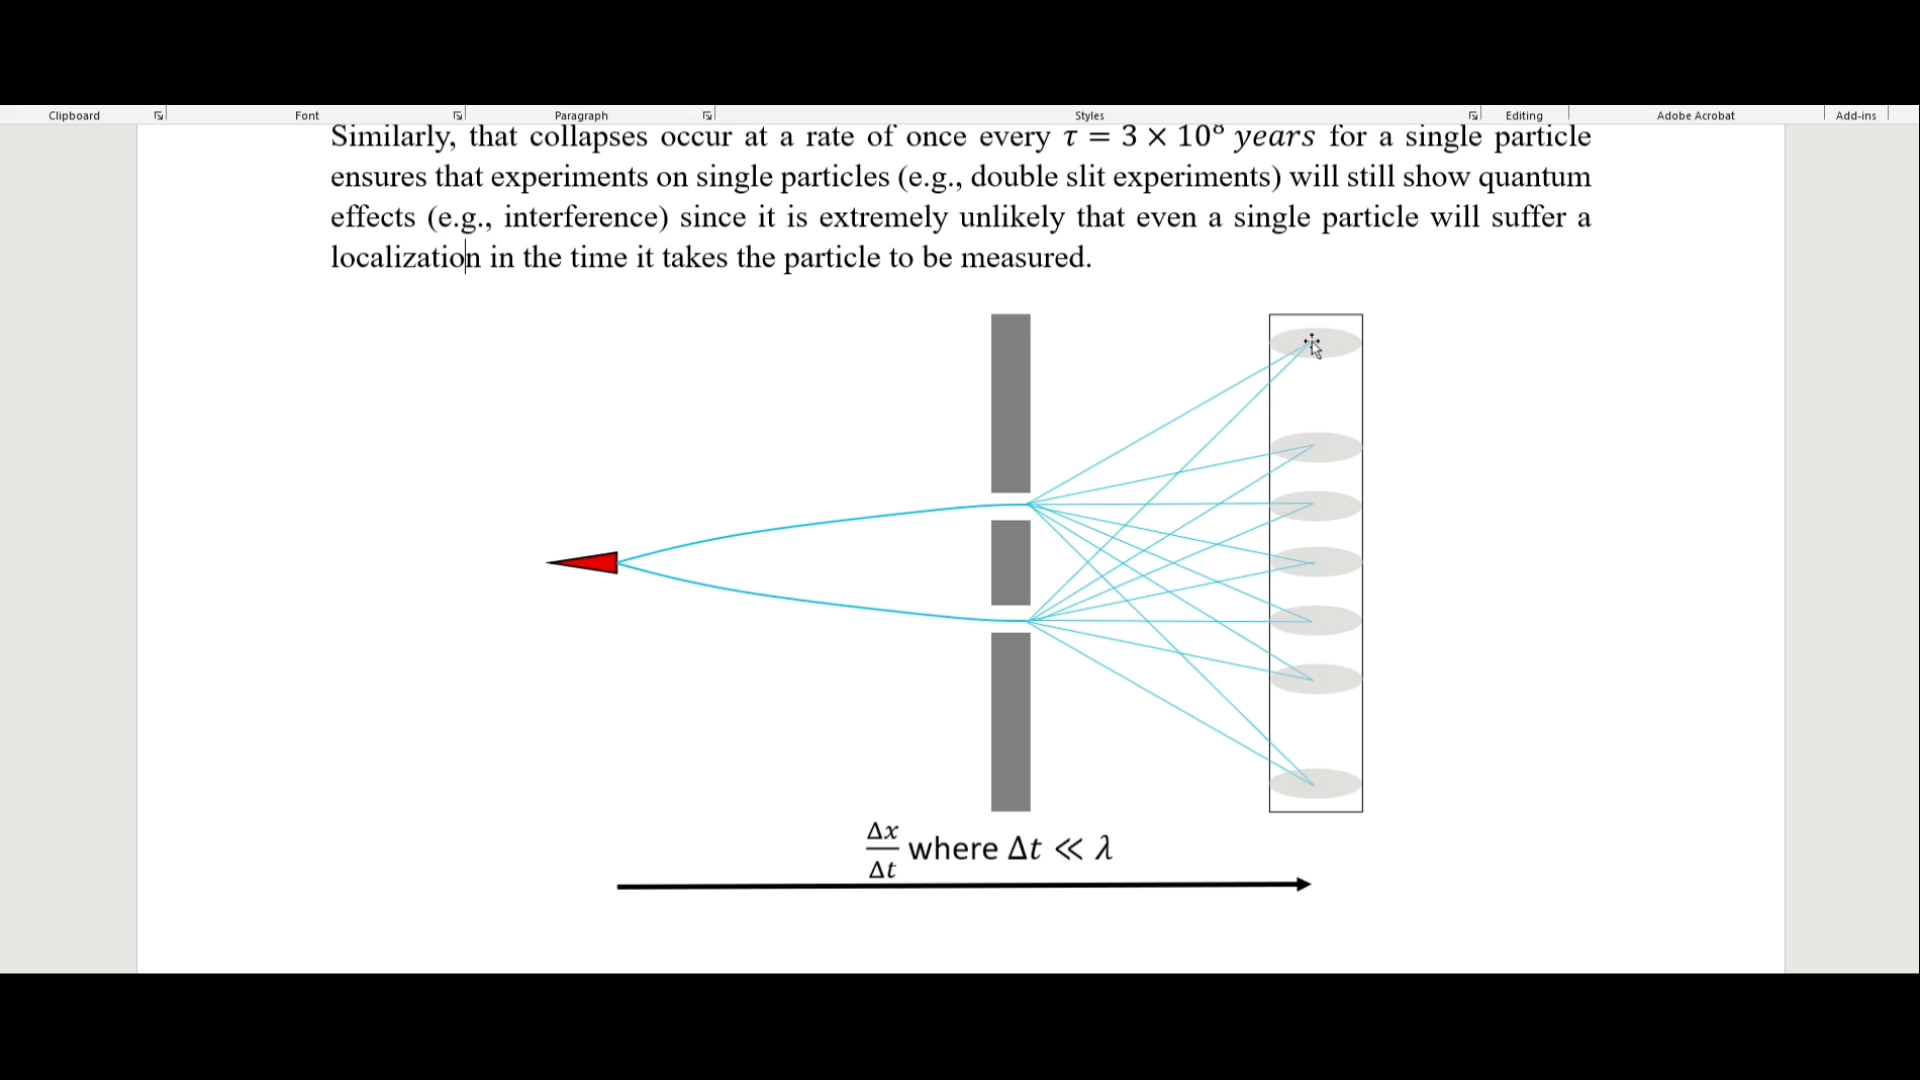 Clipboard Font Paragraph Styles Editing Adobe Acrobat Add-ins
Similarly, that collapses occur at a rate of once every τ = 3 × 10⁸ years for a single particle
ensures that experiments on single particles (e.g., double slit experiments) will still show quantum
effects (e.g., interference) since it is extremely unlikely that even a single particle will suffer a
localization in the time it takes the particle to be measured.
Δx/Δt where Δt ≪ λ